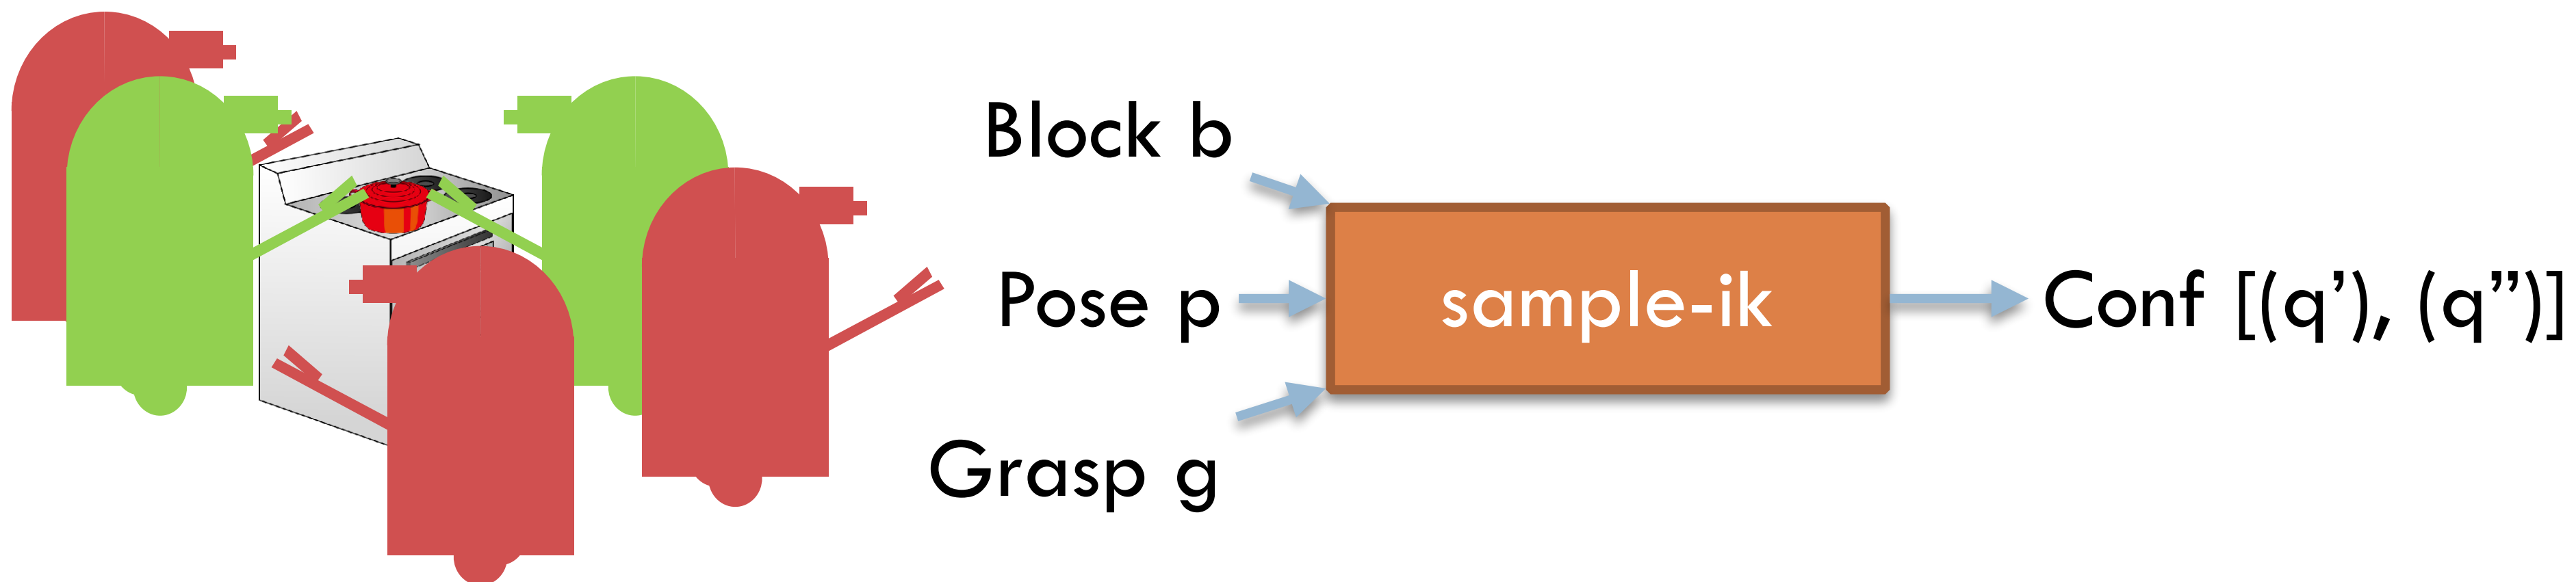 Block b
Pose p
Grasp g
sample-ik
Conf [(q’), (q”)]